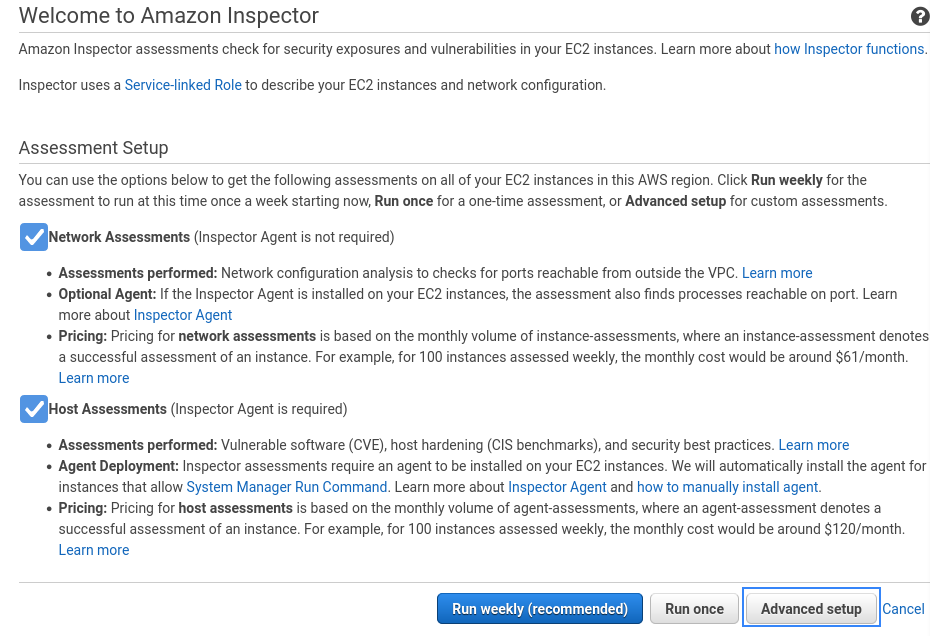 Welcome to Amazon Inspector
?
Amazon Inspector assessments check for security exposures and vulnerabilities in your EC2 instances. Learn more about how Inspector functions.
Inspector uses a Service-linked Role to describe your EC2 instances and network configuration.
Assessment Setup
You can use the options below to get the following assessments on all of your EC2 instances in this AWS region. Click Run weekly for the
assessment to run at this time once a week starting now, Run once for a one-time assessment, or Advanced setup for custom assessments.
Network Assessments (Inspector Agent is not required)
• Assessments performed: Network configuration analysis to checks for ports reachable from outside the VPC. Learn more
• Optional Agent: If the Inspector Agent is installed on your EC2 instances, the assessment also finds processes reachable on port. Learn
more about Inspector Agent
• Pricing: Pricing for network assessments is based on the monthly volume of instance-assessments, where an instance-assessment denotes
a successful assessment of an instance. For example, for 100 instances assessed weekly, the monthly cost would be around $61/month.
Learn more
Host Assessments (Inspector Agent is required)
• Assessments performed: Vulnerable software (CVE), host hardening (CIS benchmarks), and security best practices. Learn more
• Agent Deployment: Inspector assessments require an agent to be installed on your EC2 instances. We will automatically install the agent for
instances that allow System Manager Run Command. Learn more about Inspector Agent and how to manually install agent.
• Pricing: Pricing for host assessments is based on the monthly volume of agent-assessments, where an agent-assessment denotes a
successful assessment of an instance. For example, for 100 instances assessed weekly, the monthly cost would be around $120/month.
Learn more
Run weekly (recommended) Run once Advanced setup Cancel